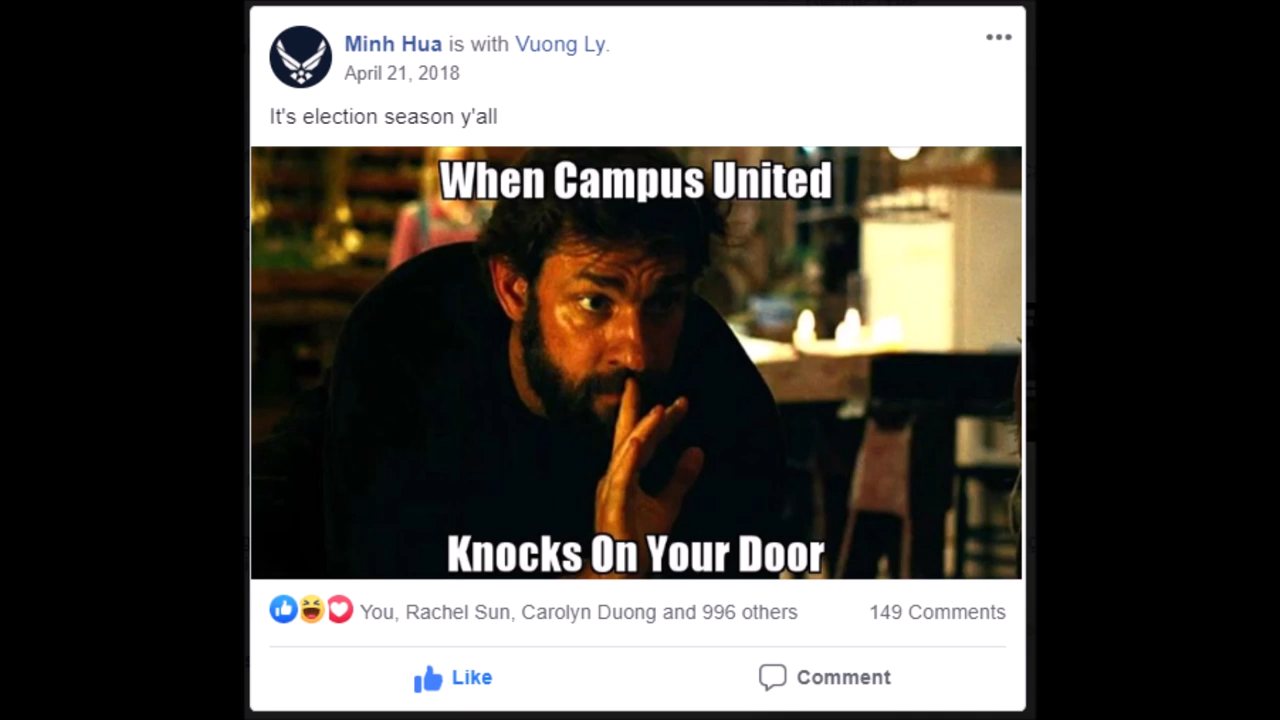 Minh Hua is with Vuong Ly.
April 21, 2018
It's election season y'all
When Campus United
Knocks On Your Door
You, Rachel Sun, Carolyn Duong and 996 others
149 Comments
Like
Comment